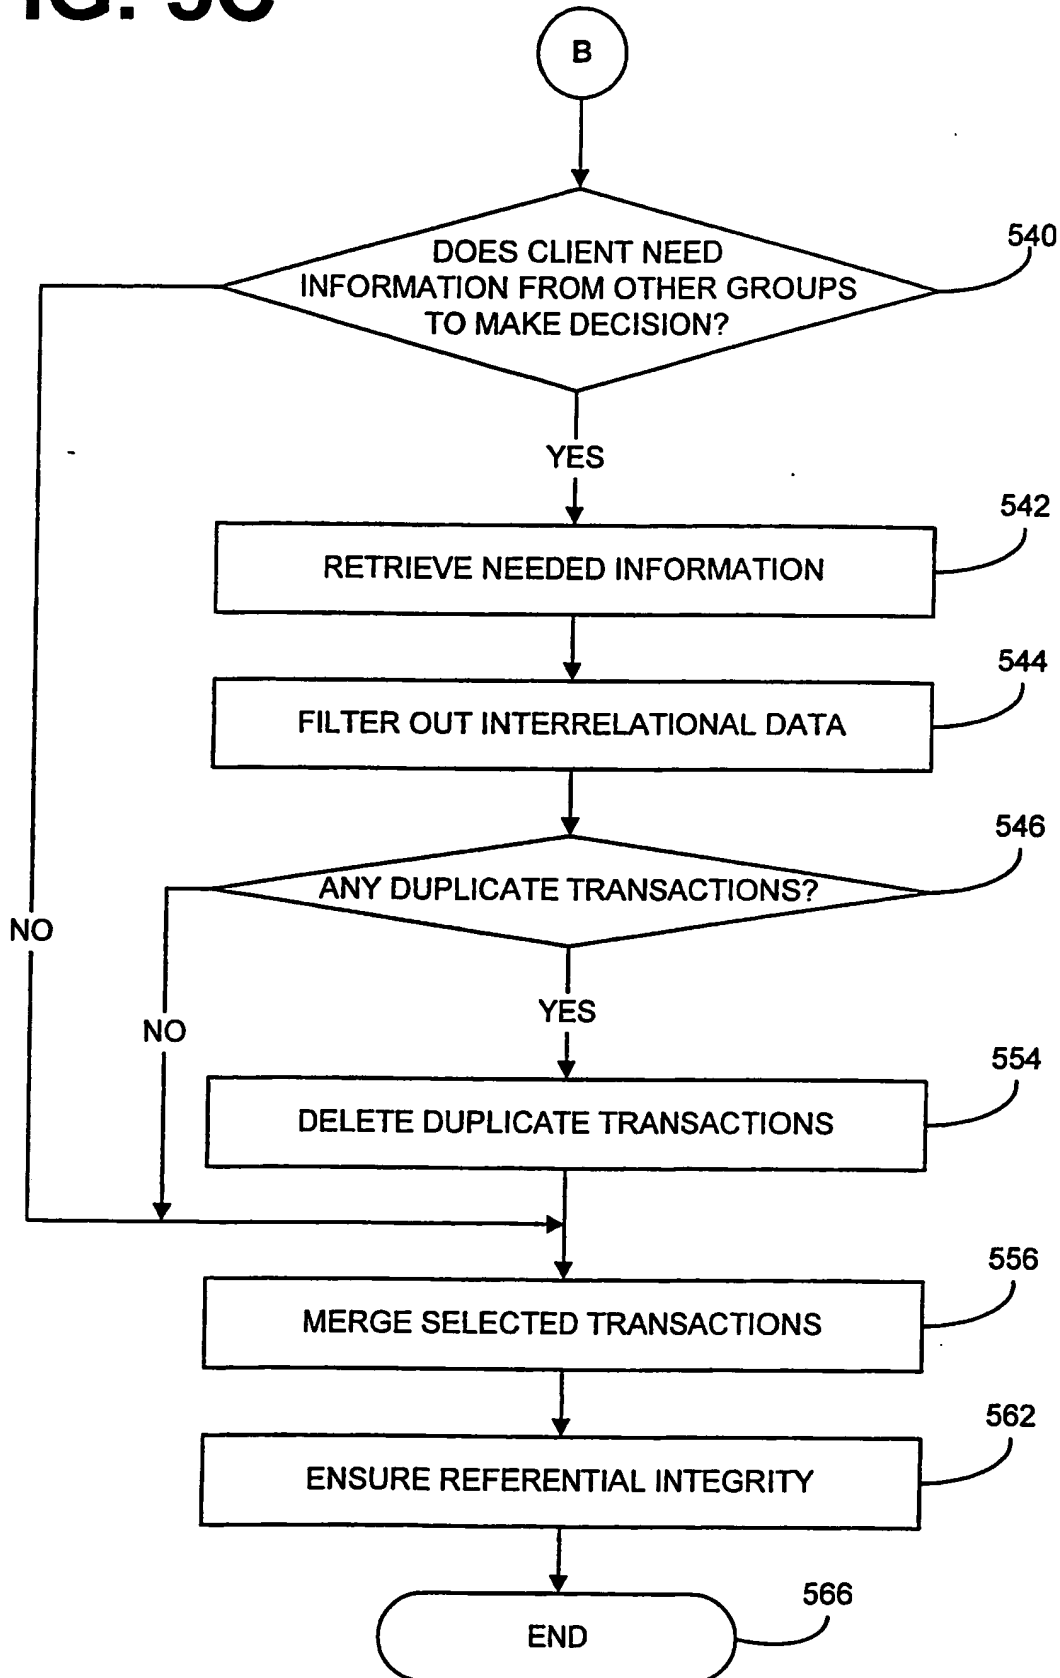 B
DOES CLIENT NEED
INFORMATION FROM OTHER GROUPS
TO MAKE DECISION?
540
YES
542
RETRIEVE NEEDED INFORMATION
544
FILTER OUT INTERRELATIONAL DATA
546
ANY DUPLICATE TRANSACTIONS?
NO
YES
NO
554
DELETE DUPLICATE TRANSACTIONS
556
MERGE SELECTED TRANSACTIONS
562
ENSURE REFERENTIAL INTEGRITY
566
END